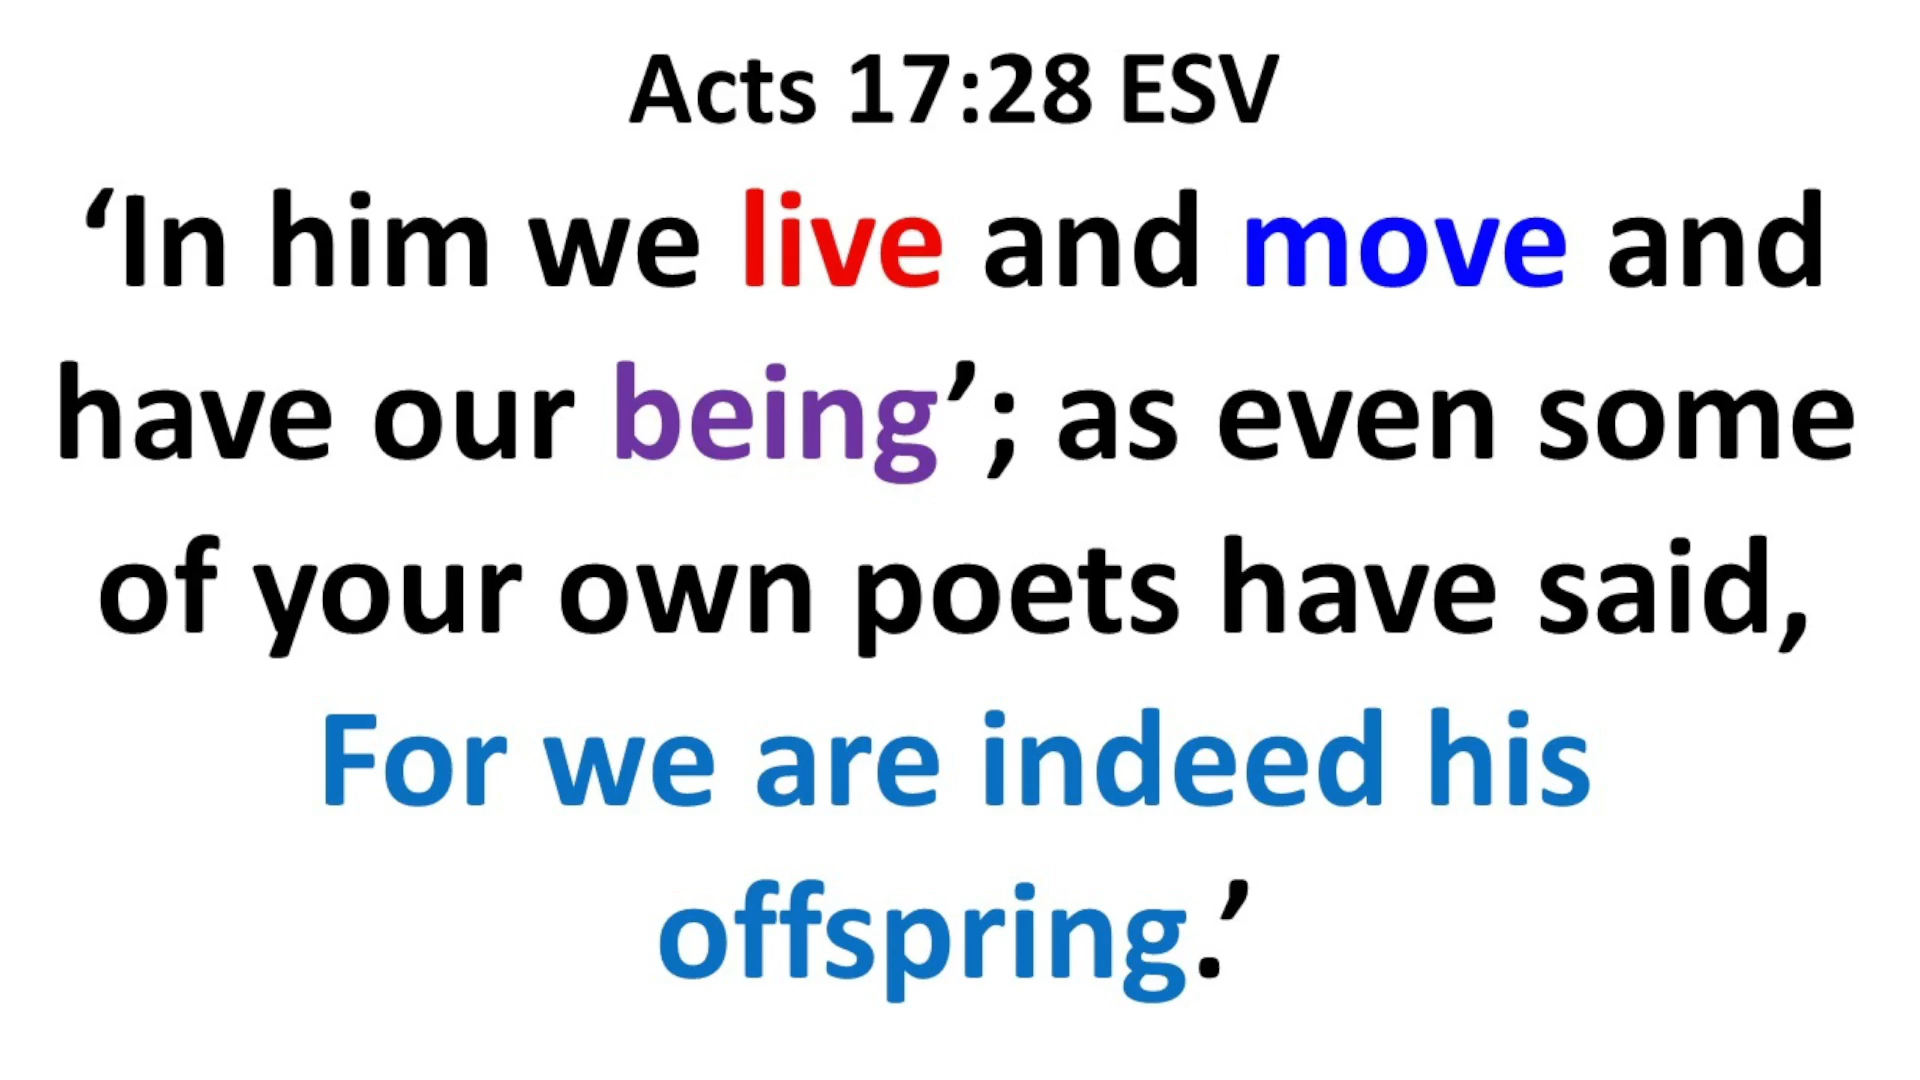 Acts 17:28 ESV
‘In him we live and move and
have our being’; as even some
of your own poets have said,
For we are indeed his
offspring.’